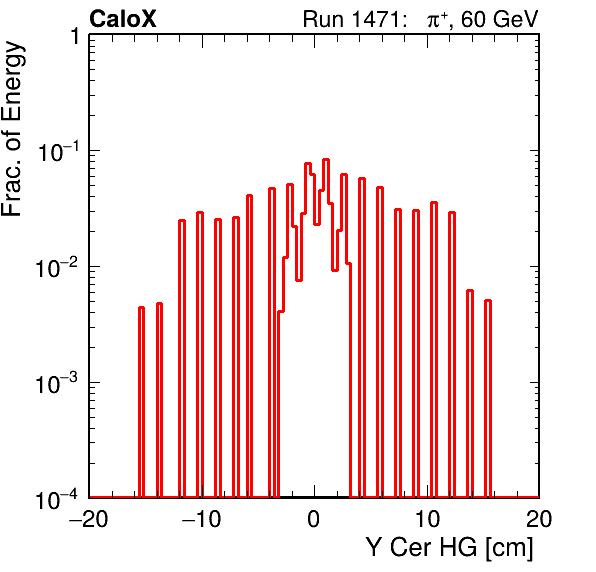 CaloX Run 1471: π⁺, 60 GeV
Frac. of Energy
1
10⁻¹
10⁻²
10⁻³
10⁻⁴
−20 −10 0 10 20
Y Cer HG [cm]